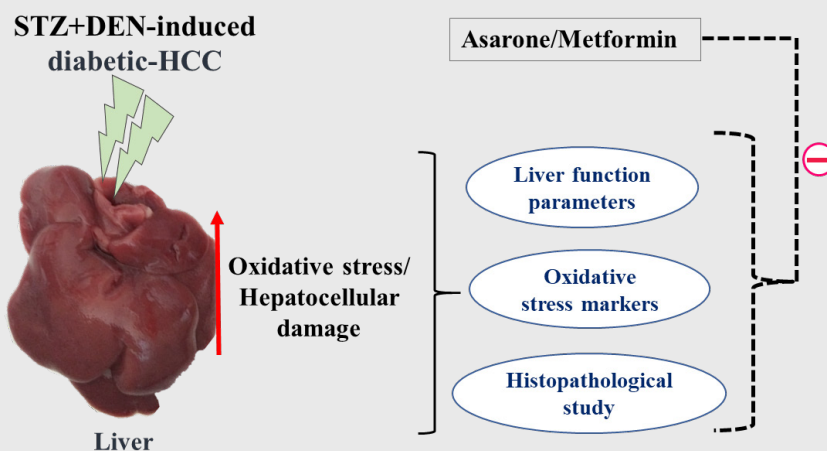 STZ+DEN-induced
diabetic-HCC
Asarone/Metformin
Liver function
parameters
Oxidative stress/
Hepatocellular
damage
Oxidative
stress markers
Histopathological
study
Liver